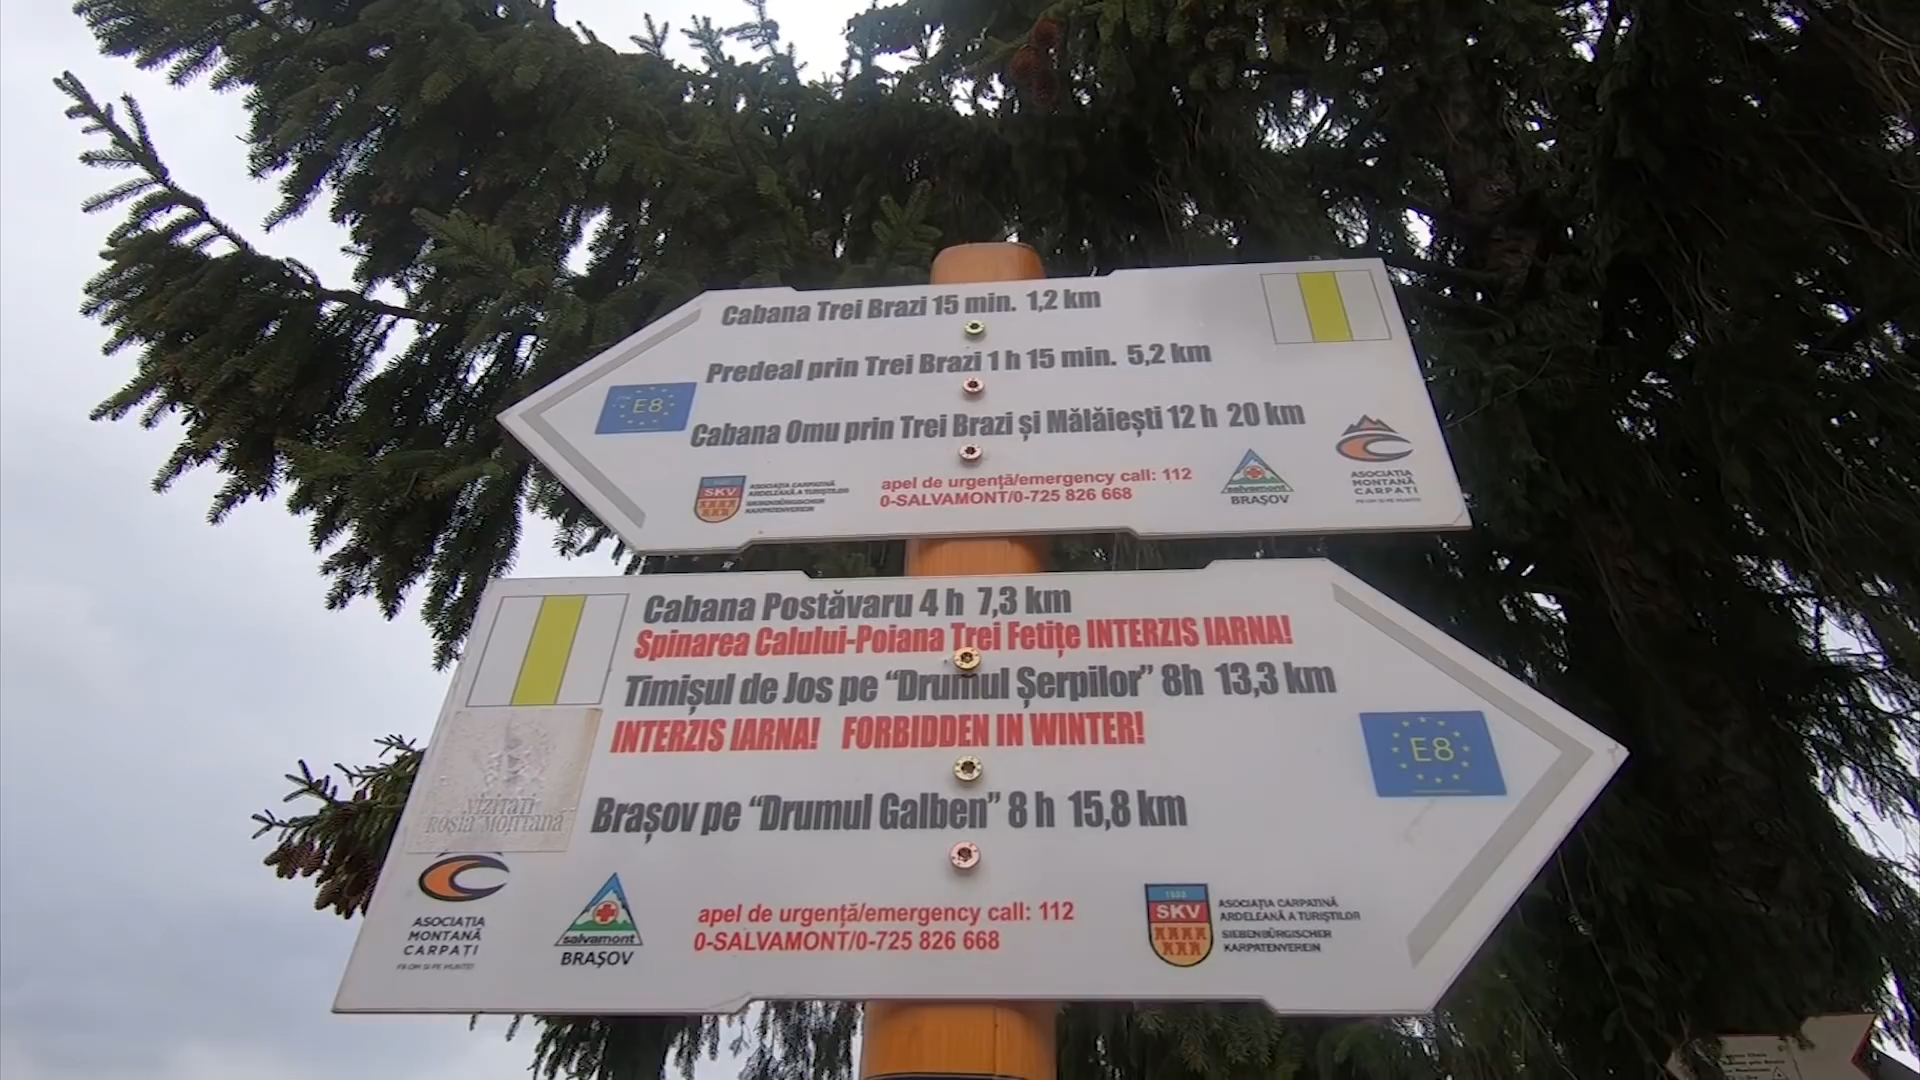 Cabana Trei Brazi 15 min. 1,2 km
Predeal prin Trei Brazi 1 h 15 min. 5,2 km
E8
Cabana Omu prin Trei Brazi și Mălăiești 12 h 20 km
SKV
ASOCIAȚIA CARPATINĂ
ARDELEANĂ A TURIȘTILOR
SIEBENBÜRGISCHER
KARPATENVEREIN
apel de urgență/emergency call: 112
0-SALVAMONT/0-725 826 668
salvamont
BRAȘOV
ASOCIAȚIA
MONTANĂ
CARPAȚI
Cabana Postăvaru 4 h 7,3 km
Spinarea Calului-Poiana Trei Fetițe INTERZIS IARNA!
Timișul de Jos pe “Drumul Șerpilor” 8h 13,3 km
INTERZIS IARNA! FORBIDDEN IN WINTER!
E8
Brașov pe “Drumul Galben” 8 h 15,8 km
vizitati
Rosia Montana
ASOCIAȚIA
MONTANĂ
CARPAȚI
salvamont
BRAȘOV
apel de urgență/emergency call: 112
0-SALVAMONT/0-725 826 668
SKV
ASOCIAȚIA CARPATINĂ
ARDELEANĂ A TURIȘTILOR
SIEBENBÜRGISCHER
KARPATENVEREIN